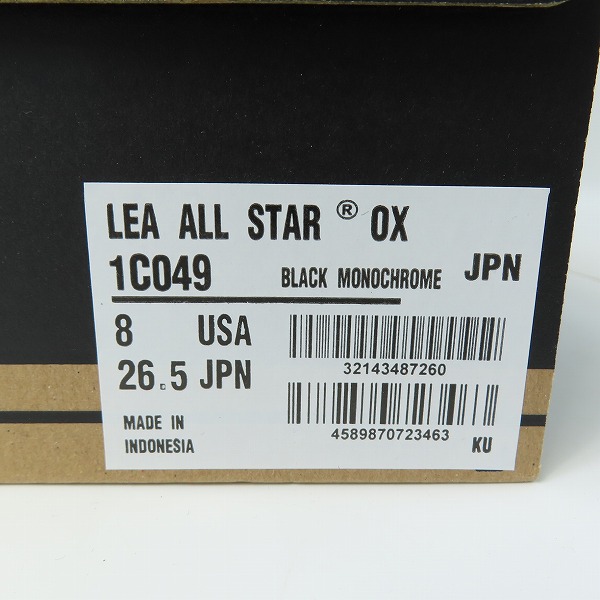 LEA ALL STAR ® OX
1C049 BLACK MONOCHROME JPN
8 USA
32143487260
26.5 JPN
4589870723463
MADE IN
INDONESIA
KU